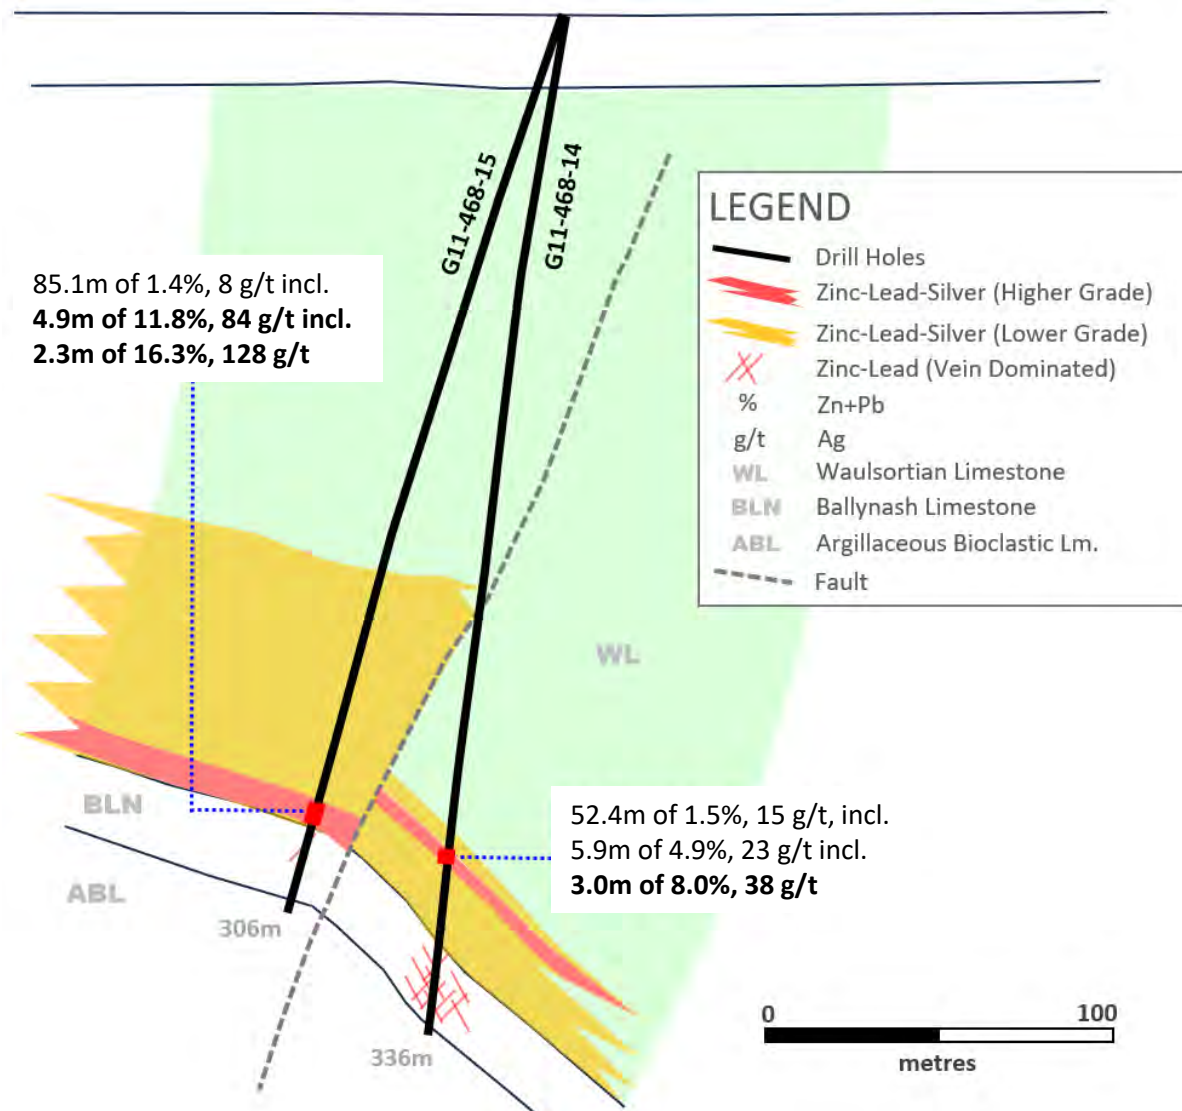 G11-468-15
G11-468-14
85.1m of 1.4%, 8 g/t incl.
4.9m of 11.8%, 84 g/t incl.
2.3m of 16.3%, 128 g/t
LEGEND
Drill Holes
Zinc-Lead-Silver (Higher Grade)
Zinc-Lead-Silver (Lower Grade)
Zinc-Lead (Vein Dominated)
% Zn+Pb
g/t Ag
WL Waulsortian Limestone
BLN Ballynash Limestone
ABL Argillaceous Bioclastic Lm.
Fault
WL
BLN
ABL
306m
336m
52.4m of 1.5%, 15 g/t, incl.
5.9m of 4.9%, 23 g/t incl.
3.0m of 8.0%, 38 g/t
0 100
metres